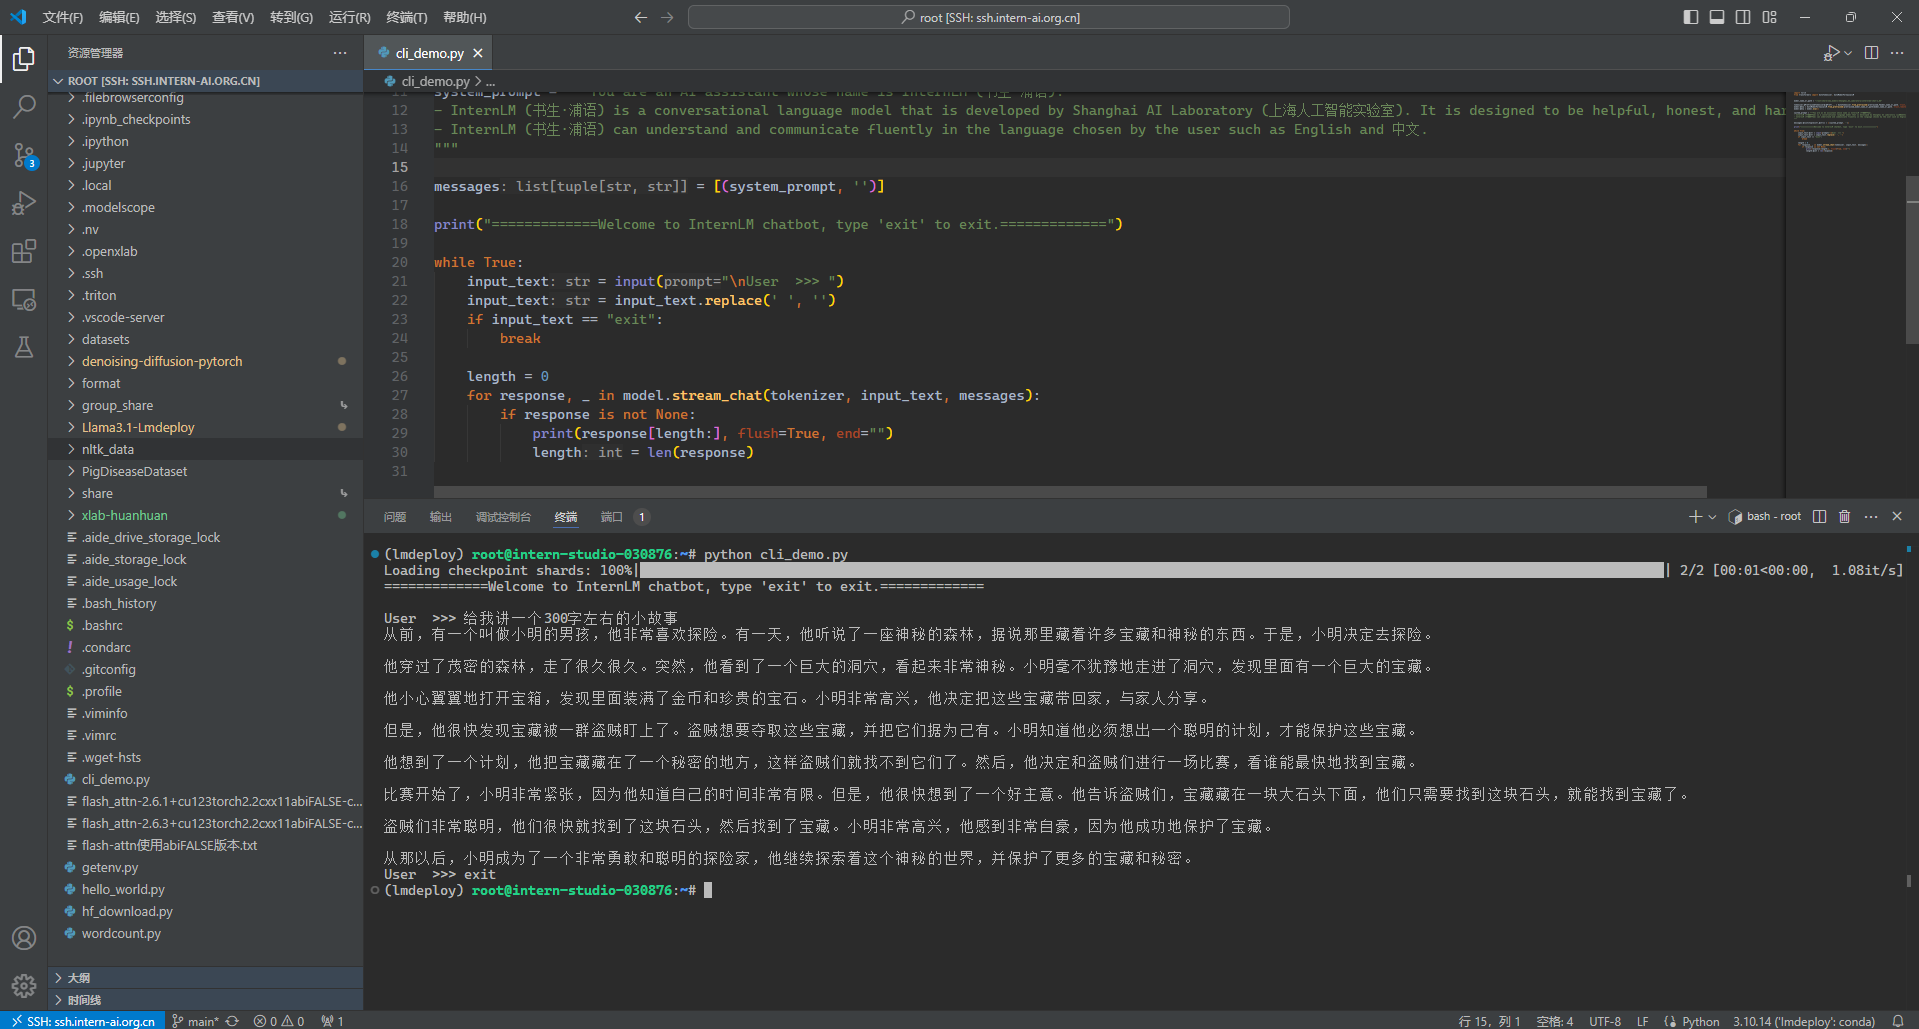 文件(F) 编辑(E) 选择(S) 查看(V) 转到(G) 运行(R) 终端(T) 帮助(H)
root [SSH: ssh.intern-ai.org.cn]
资源管理器
ROOT [SSH: SSH.INTERN-AI.ORG.CN]
.filebrowserconfig
.ipynb_checkpoints
.ipython
.jupyter
.local
.modelscope
.nv
.openxlab
.ssh
.triton
.vscode-server
datasets
denoising-diffusion-pytorch
format
group_share
Llama3.1-Lmdeploy
nltk_data
PigDiseaseDataset
share
xlab-huanhuan
.aide_drive_storage_lock
.aide_storage_lock
.aide_usage_lock
.bash_history
.bashrc
.condarc
.gitconfig
.profile
.viminfo
.vimrc
.wget-hsts
cli_demo.py
flash_attn-2.6.1+cu123torch2.2cxx11abiFALSE-c...
flash_attn-2.6.3+cu123torch2.2cxx11abiFALSE-c...
flash-attn使用abiFALSE版本.txt
getenv.py
hello_world.py
hf_download.py
wordcount.py
大纲
时间线
3
cli_demo.py
cli_demo.py > ...
11 system_prompt = """You are an AI assistant whose name is InternLM (书生·浦语).
12 - InternLM (书生·浦语) is a conversational language model that is developed by Shanghai AI Laboratory (上海人工智能实验室). It is designed to be helpful, honest, and har
13 - InternLM (书生·浦语) can understand and communicate fluently in the language chosen by the user such as English and 中文.
14 """
15
16 messages: list[tuple[str, str]] = [(system_prompt, '')]
17
18 print("=============Welcome to InternLM chatbot, type 'exit' to exit.=============")
19
20 while True:
21 input_text: str = input(prompt="\nUser  >>> ")
22 input_text: str = input_text.replace(' ', '')
23 if input_text == "exit":
24 break
25
26 length = 0
27 for response, _ in model.stream_chat(tokenizer, input_text, messages):
28 if response is not None:
29 print(response[length:], flush=True, end="")
30 length: int = len(response)
31
问题 输出 调试控制台 终端 端口 1
bash - root
(lmdeploy) root@intern-studio-030876:~# python cli_demo.py
Loading checkpoint shards: 100%| | 2/2 [00:01<00:00,  1.08it/s]
=============Welcome to InternLM chatbot, type 'exit' to exit.=============
User  >>> 给我讲一个300字左右的小故事
从前，有一个叫做小明的男孩，他非常喜欢探险。有一天，他听说了一座神秘的森林，据说那里藏着许多宝藏和神秘的东西。于是，小明决定去探险。
他穿过了茂密的森林，走了很久很久。突然，他看到了一个巨大的洞穴，看起来非常神秘。小明毫不犹豫地走进了洞穴，发现里面有一个巨大的宝藏。
他小心翼翼地打开宝箱，发现里面装满了金币和珍贵的宝石。小明非常高兴，他决定把这些宝藏带回家，与家人分享。
但是，他很快发现宝藏被一群盗贼盯上了。盗贼想要夺取这些宝藏，并把它们据为己有。小明知道他必须想出一个聪明的计划，才能保护这些宝藏。
他想到了一个计划，他把宝藏藏在了一个秘密的地方，这样盗贼们就找不到它们了。然后，他决定和盗贼们进行一场比赛，看谁能最快地找到宝藏。
比赛开始了，小明非常紧张，因为他知道自己的时间非常有限。但是，他很快想到了一个好主意。他告诉盗贼们，宝藏藏在一块大石头下面，他们只需要找到这块石头，就能找到宝藏了。
盗贼们非常聪明，他们很快就找到了这块石头，然后找到了宝藏。小明非常高兴，他感到非常自豪，因为他成功地保护了宝藏。
从那以后，小明成为了一个非常勇敢和聪明的探险家，他继续探索着这个神秘的世界，并保护了更多的宝藏和秘密。
User  >>> exit
(lmdeploy) root@intern-studio-030876:~#
SSH: ssh.intern-ai.org.cn main* 0 0 1 行 15，列 1 空格: 4 UTF-8 LF Python 3.10.14 ('lmdeploy': conda)